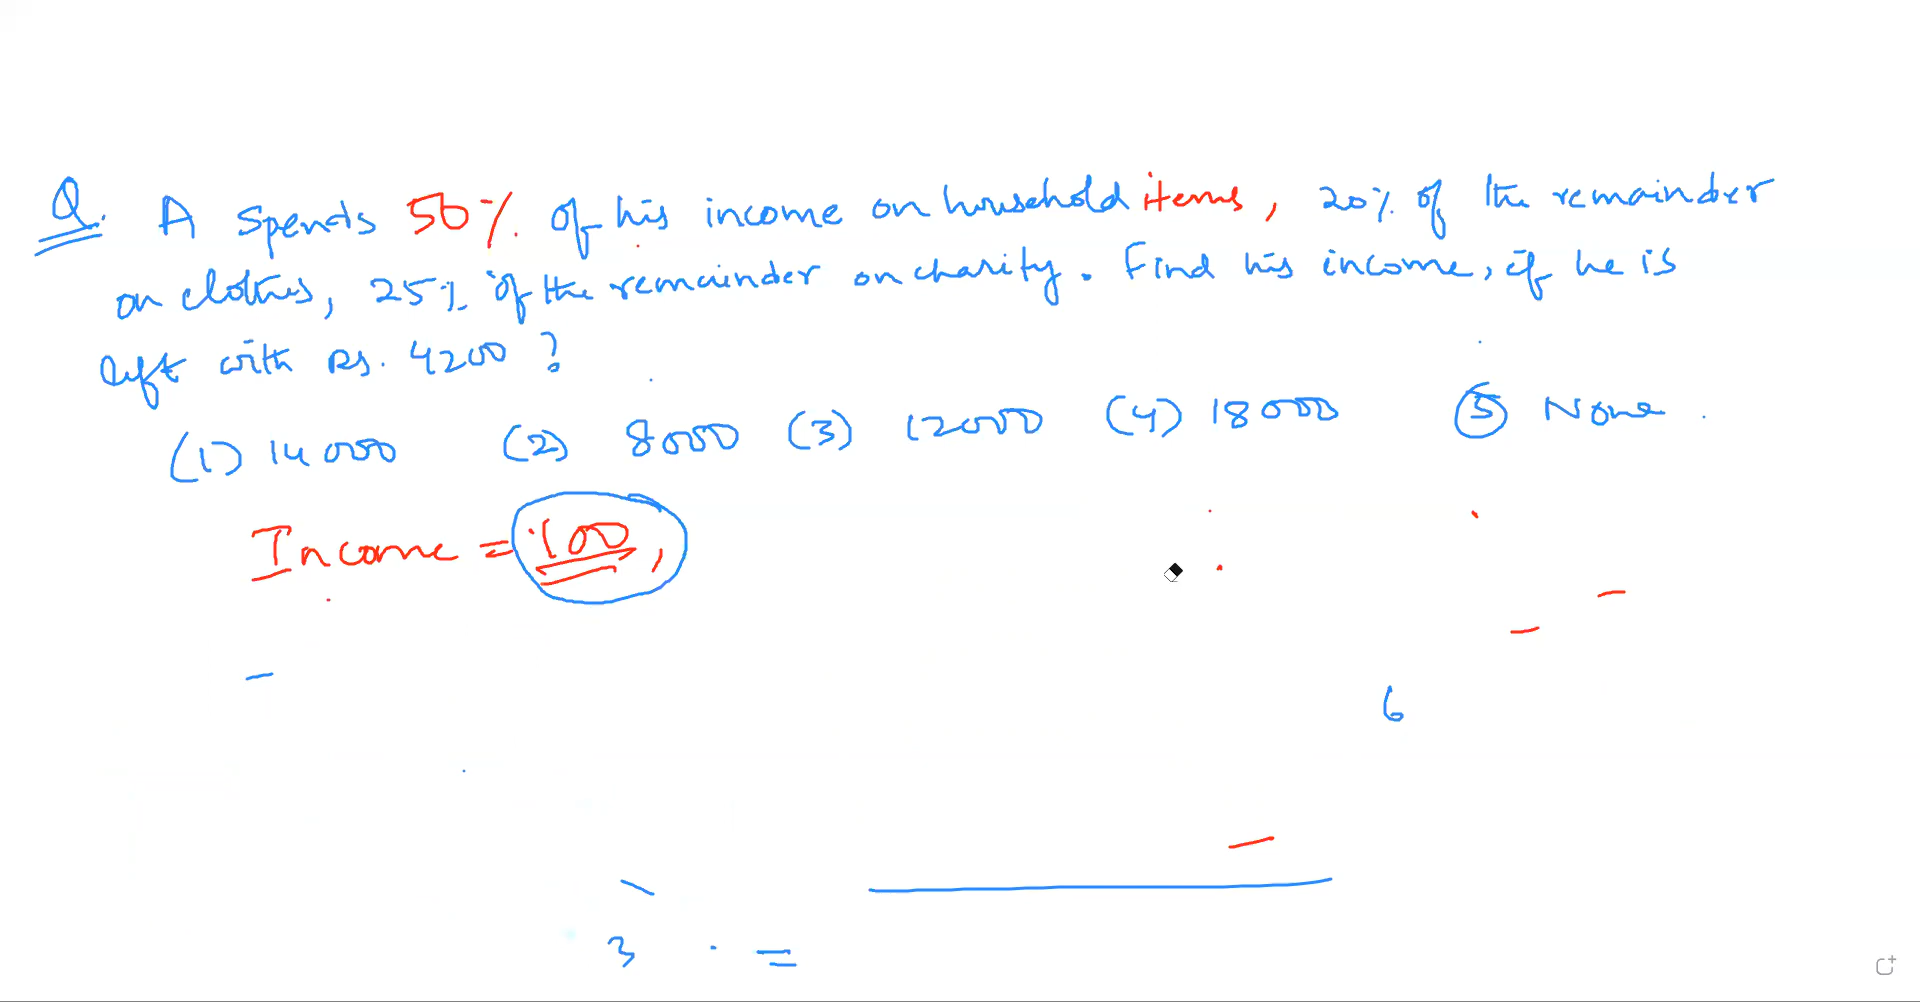 Q. A spends 50% of his income on household items, 20% of the remainder
on clothes, 25% of the remainder on charity. Find his income, if he is
left with Rs. 4200 ?
(1) 14000 (2) 8000 (3) 12000 (4) 18000 (5) None .
Income = 100,
6
3 =